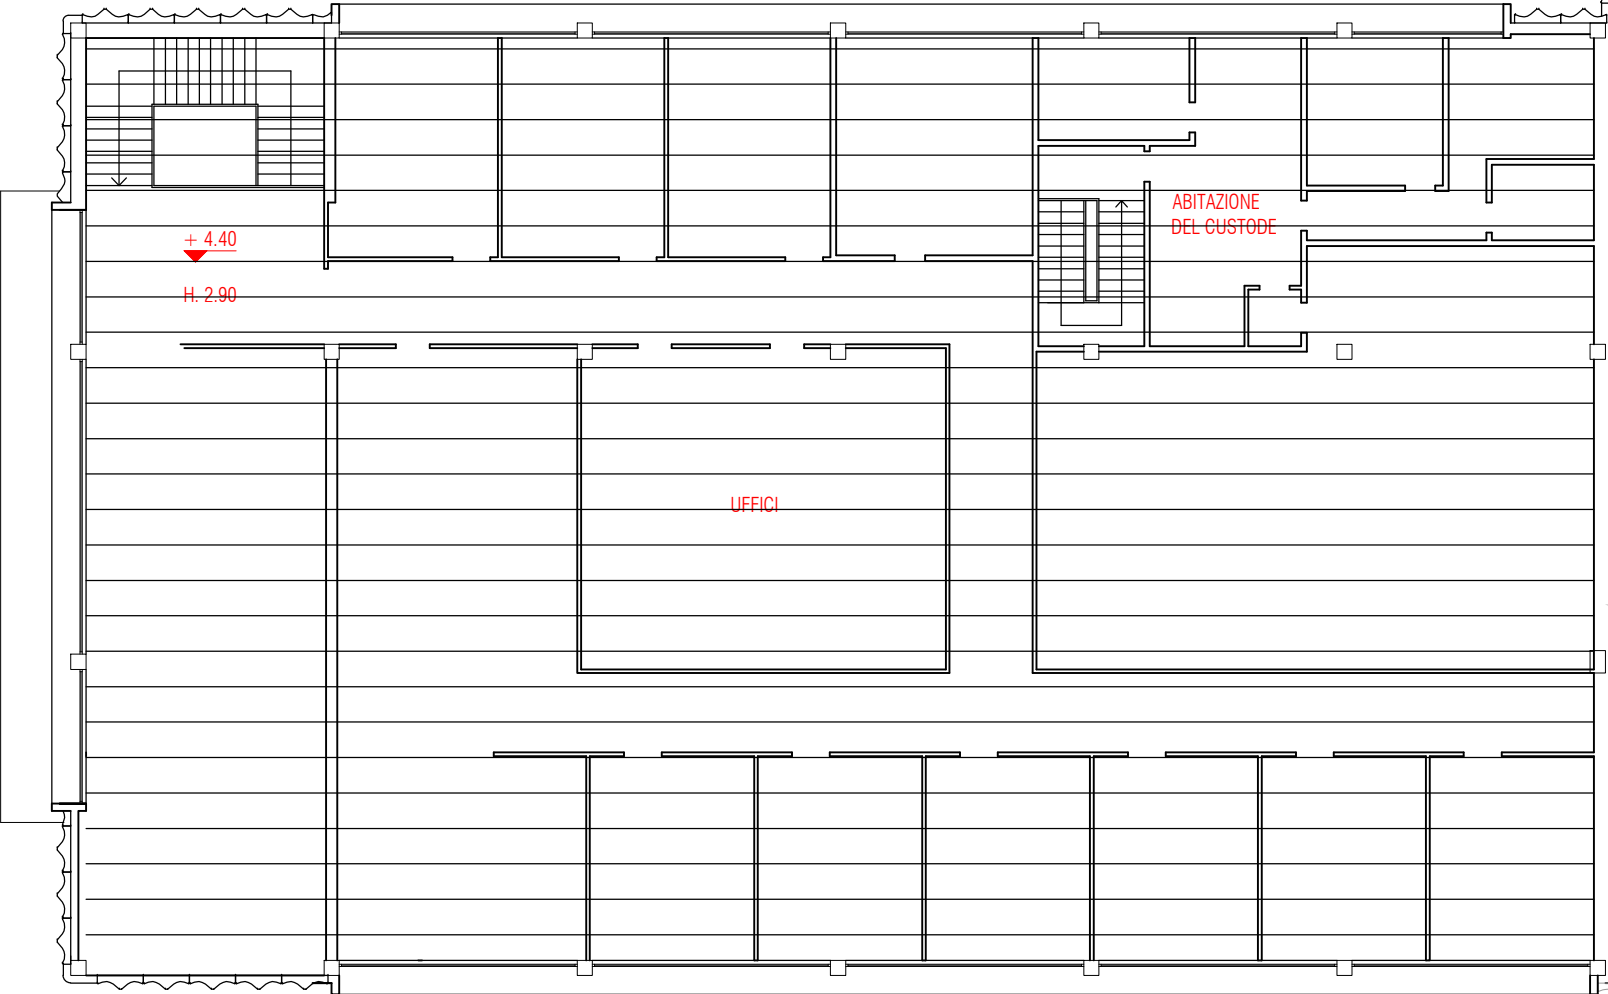 ABITAZIONE
DEL CUSTODE
+ 4.40
H. 2.90
UFFICI